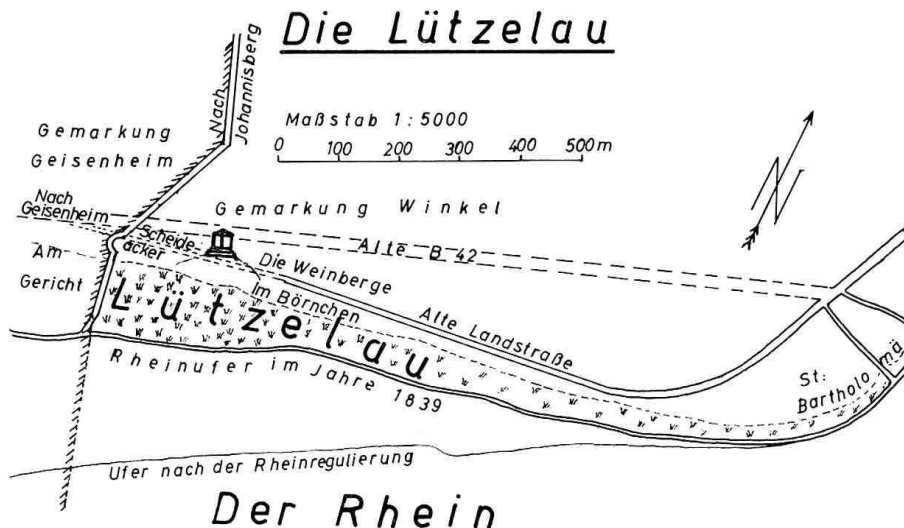 Die Lützelau
Nach
Johannisberg
Maßstab 1:5000
0 100 200 300 400 500m
Gemarkung
Geisenheim
N
Nach
Geisenheim
Gemarkung Winkel
Scheide
äcker
Alte B 42
Am
Gericht
Die Weinberge
Im Börnchen
Alte Landstraße
Lützelau
Rheinufer im Jahre 1839
St.
Bartholomä
Ufer nach der Rheinregulierung
Der Rhein